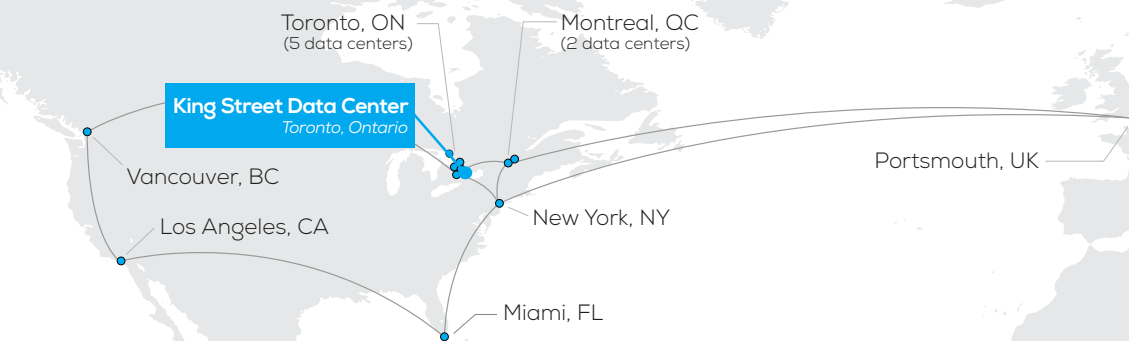 Toronto, ON
(5 data centers)
Montreal, QC
(2 data centers)
King Street Data Center
Toronto, Ontario
Vancouver, BC
Portsmouth, UK
Los Angeles, CA
New York, NY
Miami, FL